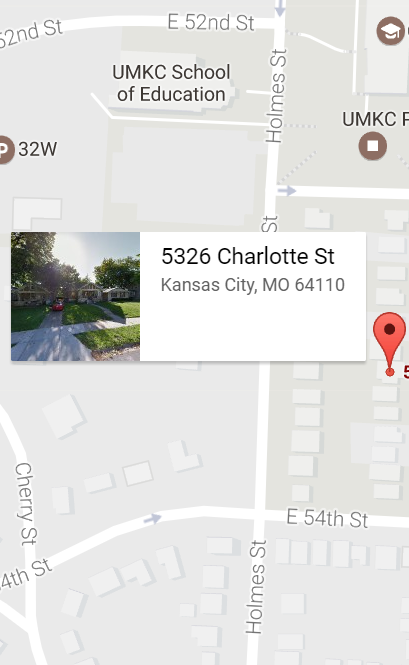 52nd St
E 52nd St
UMKC School
of Education
Holmes St
UMKC P
P
32W
St
5326 Charlotte St
Kansas City, MO 64110
5
Cherry St
E 54th St
4th St
Holmes St